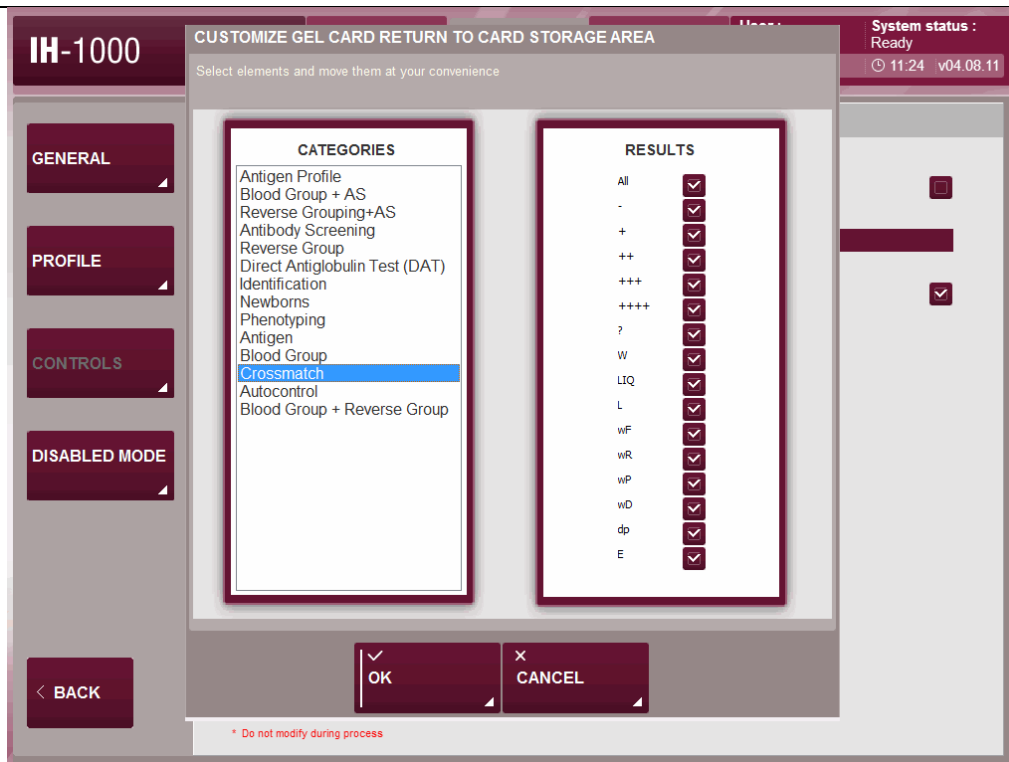 IH-1000
CUSTOMIZE GEL CARD RETURN TO CARD STORAGE AREA
Select elements and move them at your convenience
System status :
Ready
11:24 v04.08.11
GENERAL
PROFILE
CONTROLS
DISABLED MODE
< BACK
CATEGORIES
Antigen Profile
Blood Group + AS
Reverse Grouping+AS
Antibody Screening
Reverse Group
Direct Antiglobulin Test (DAT)
Identification
Newborns
Phenotyping
Antigen
Blood Group
Crossmatch
Autocontrol
Blood Group + Reverse Group
RESULTS
All
-
+
++
+++
++++
?
W
LIQ
L
wF
wR
wP
wD
dp
E
OK
CANCEL
* Do not modify during process